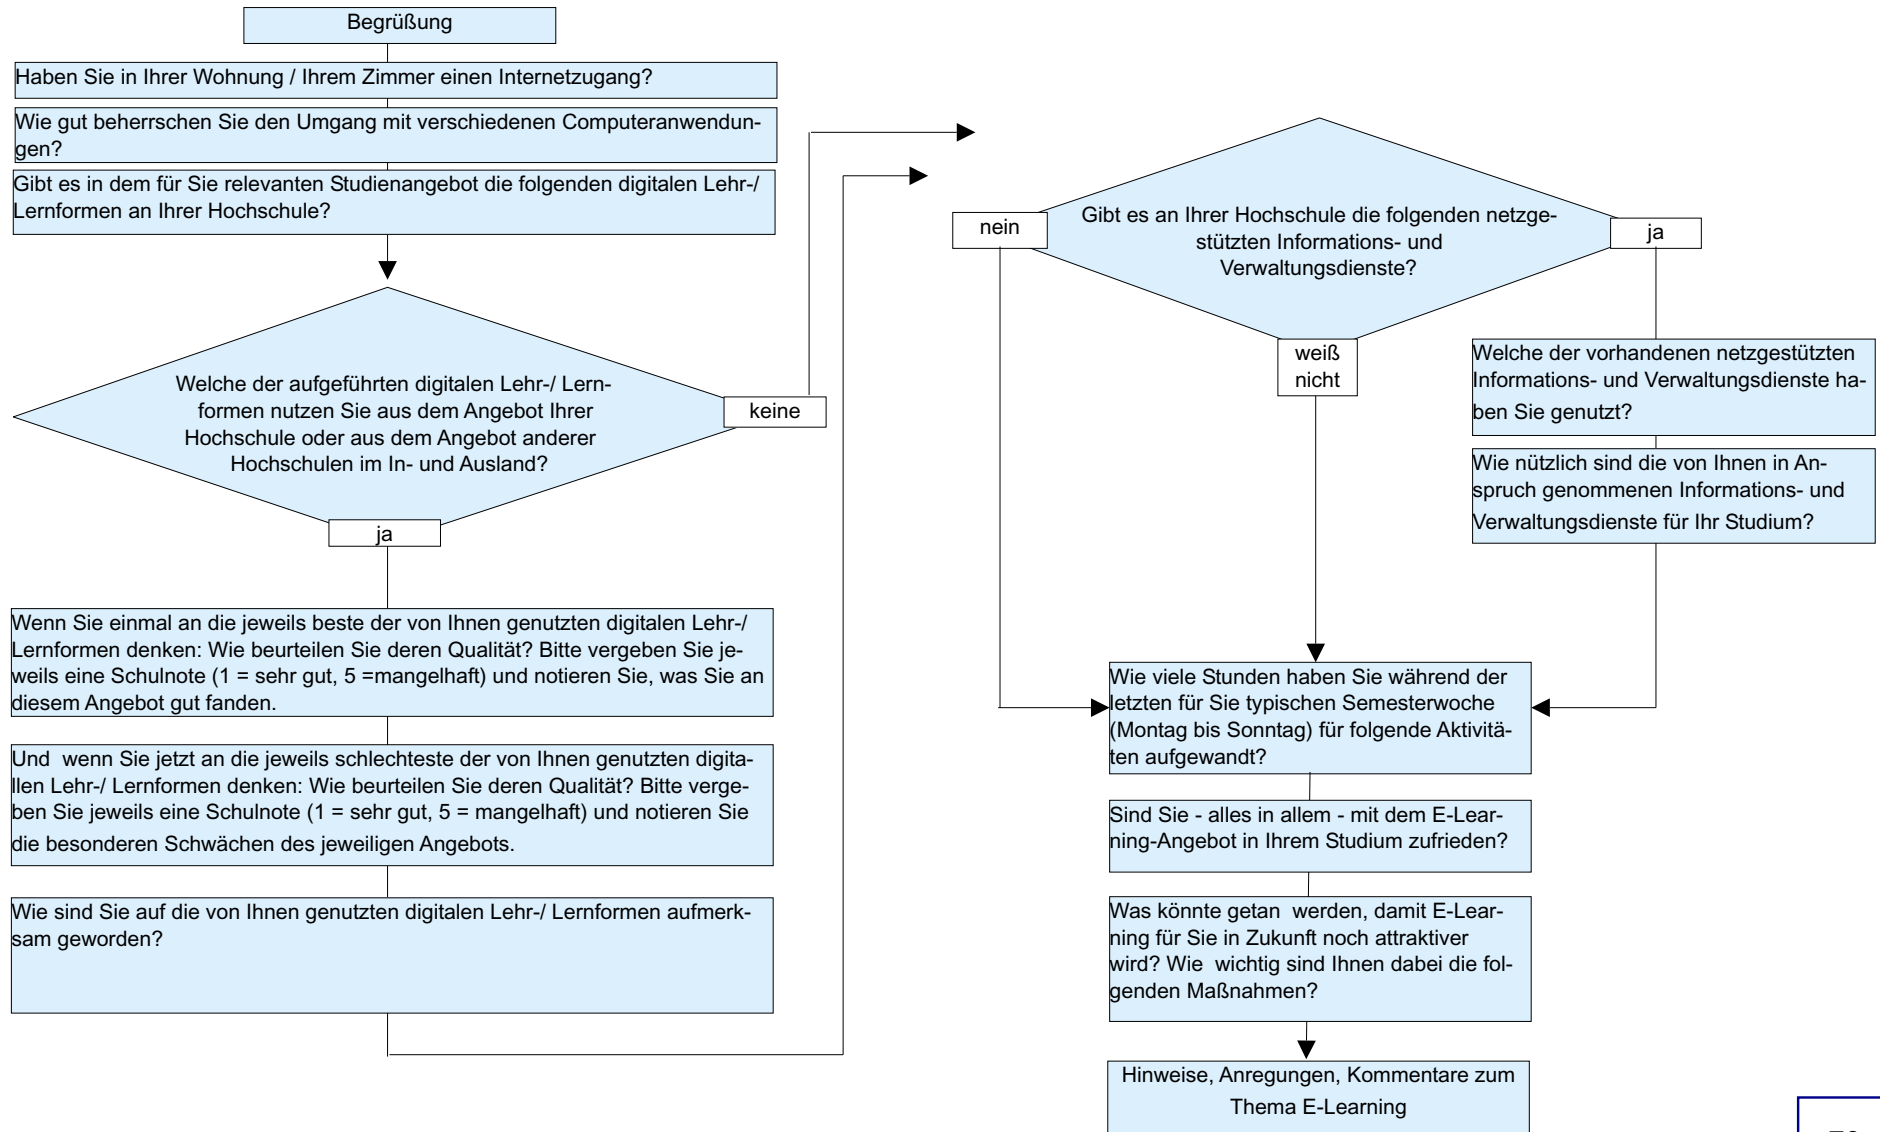 Begrüßung
Haben Sie in Ihrer Wohnung / Ihrem Zimmer einen Internetzugang?
Wie gut beherrschen Sie den Umgang mit verschiedenen Computeranwendun-
gen?
Gibt es in dem für Sie relevanten Studienangebot die folgenden digitalen Lehr-/
Lernformen an Ihrer Hochschule?
Welche der aufgeführten digitalen Lehr-/ Lern-
formen nutzen Sie aus dem Angebot Ihrer
Hochschule oder aus dem Angebot anderer
Hochschulen im In- und Ausland?
keine
ja
Wenn Sie einmal an die jeweils beste der von Ihnen genutzten digitalen Lehr-/
Lernformen denken: Wie beurteilen Sie deren Qualität? Bitte vergeben Sie je-
weils eine Schulnote (1 = sehr gut, 5 =mangelhaft) und notieren Sie, was Sie an
diesem Angebot gut fanden.
Und  wenn Sie jetzt an die jeweils schlechteste der von Ihnen genutzten digita-
llen Lehr-/ Lernformen denken: Wie beurteilen Sie deren Qualität? Bitte verge-
ben Sie jeweils eine Schulnote (1 = sehr gut, 5 = mangelhaft) und notieren Sie
die besonderen Schwächen des jeweiligen Angebots.
Wie sind Sie auf die von Ihnen genutzten digitalen Lehr-/ Lernformen aufmerk-
sam geworden?
Gibt es an Ihrer Hochschule die folgenden netzge-
stützten Informations- und
Verwaltungsdienste?
nein
ja
weiß
nicht
Welche der vorhandenen netzgestützten
Informations- und Verwaltungsdienste ha-
ben Sie genutzt?
Wie nützlich sind die von Ihnen in An-
spruch genommenen Informations- und
Verwaltungsdienste für Ihr Studium?
Wie viele Stunden haben Sie während der
letzten für Sie typischen Semesterwoche
(Montag bis Sonntag) für folgende Aktivitä-
ten aufgewandt?
Sind Sie - alles in allem - mit dem E-Lear-
ning-Angebot in Ihrem Studium zufrieden?
Was könnte getan  werden, damit E-Lear-
ning für Sie in Zukunft noch attraktiver
wird? Wie  wichtig sind Ihnen dabei die fol-
genden Maßnahmen?
Hinweise, Anregungen, Kommentare zum
Thema E-Learning